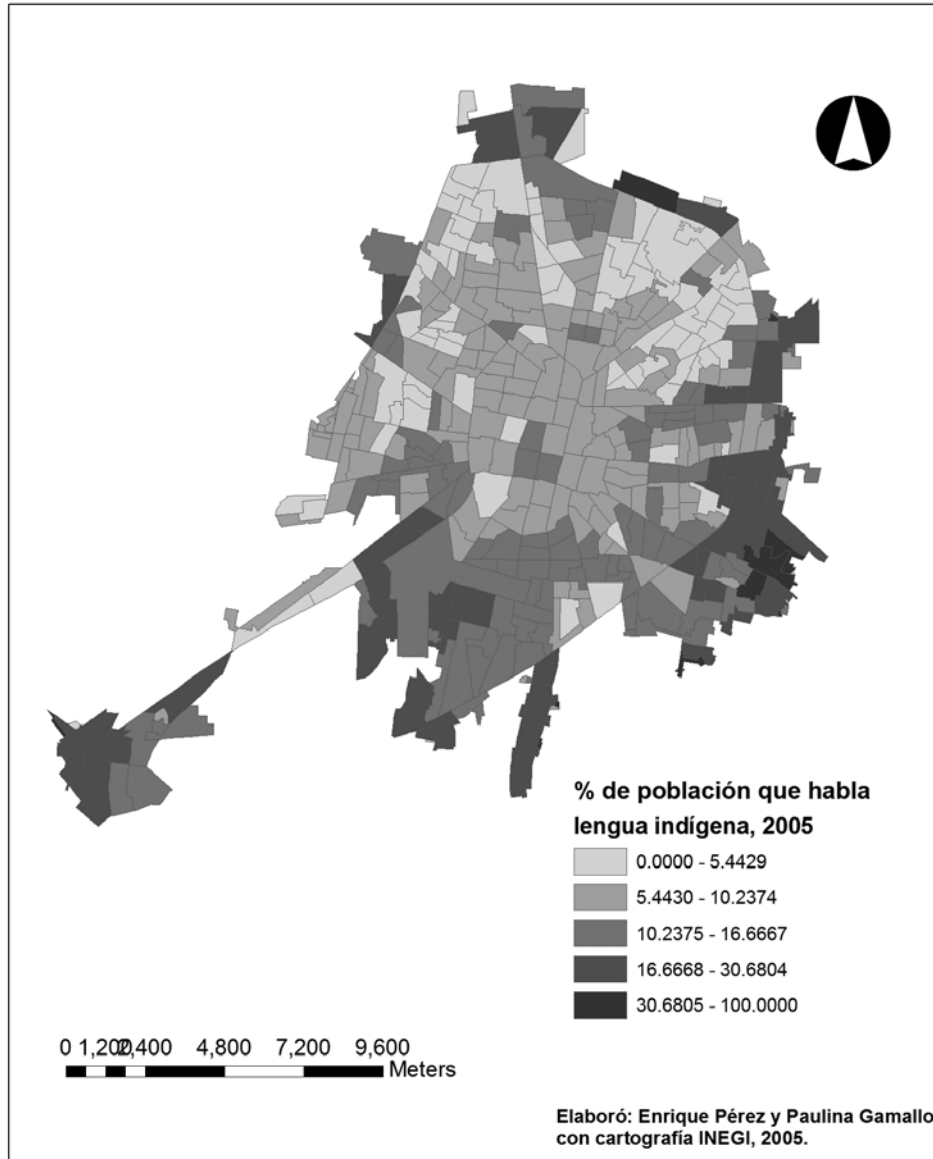 % de población que habla
lengua indígena, 2005
0.0000 - 5.4429
5.4430 - 10.2374
10.2375 - 16.6667
16.6668 - 30.6804
30.6805 - 100.0000
0 1,200 2,400 4,800 7,200 9,600
Meters
Elaboró: Enrique Pérez y Paulina Gamallo
con cartografía INEGI, 2005.